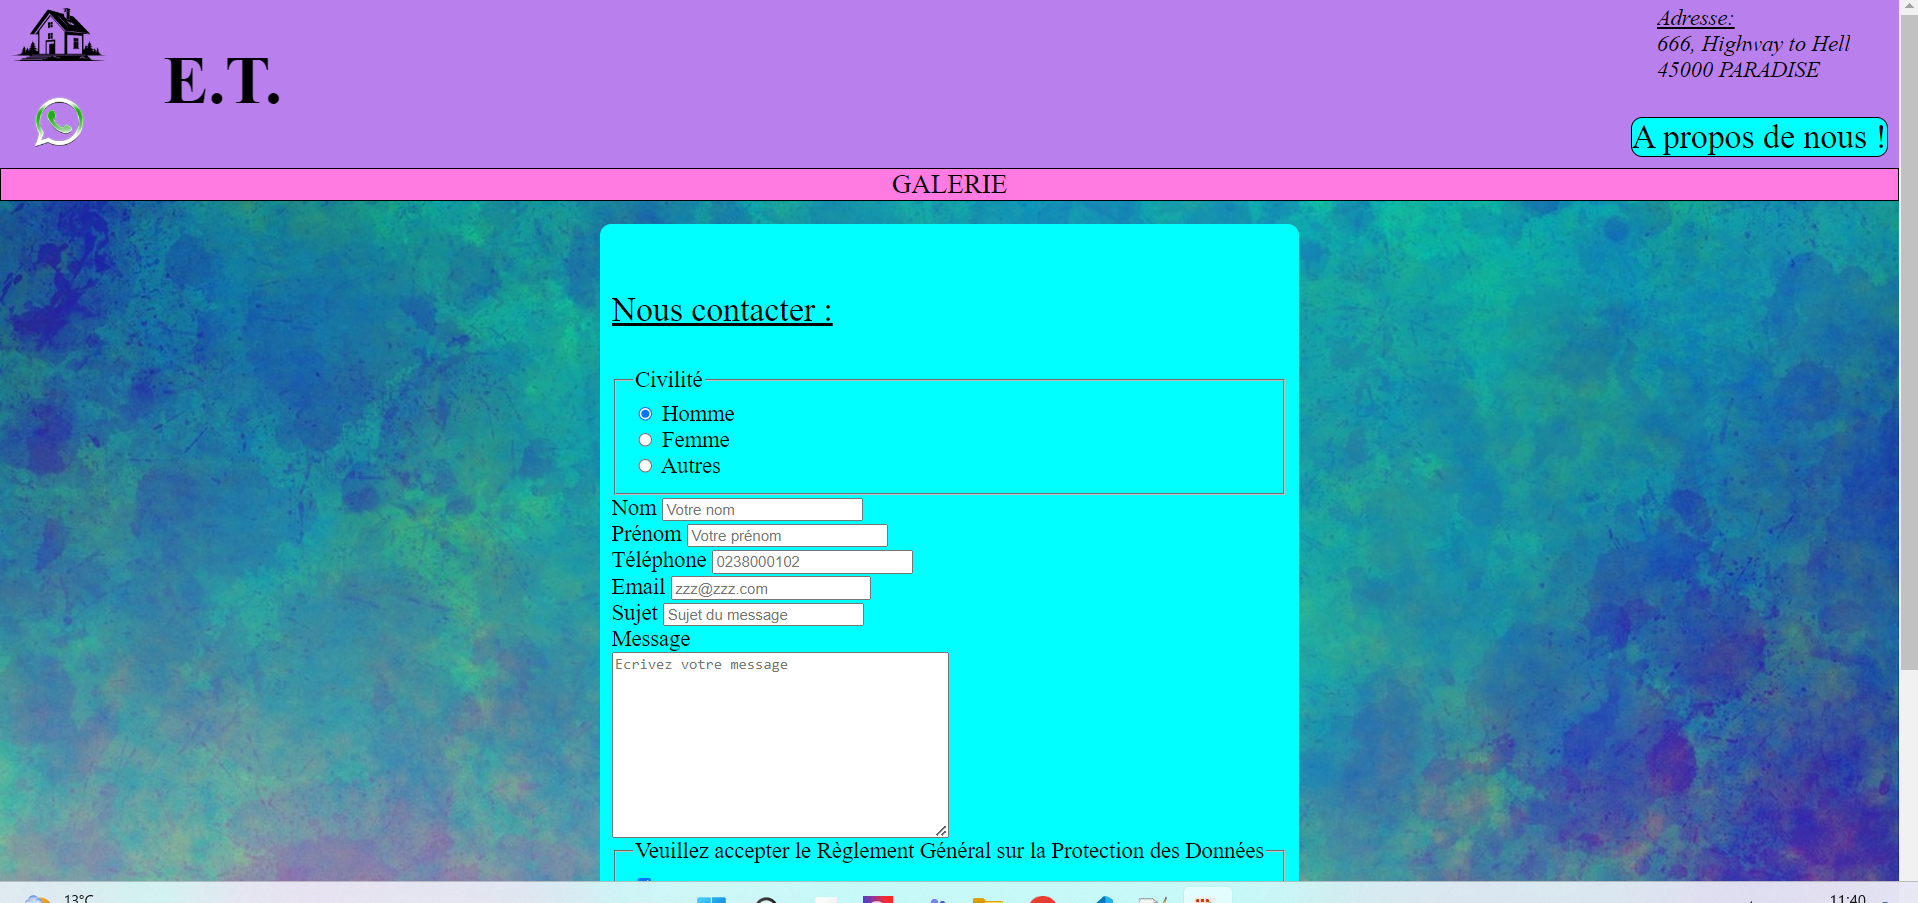 E.T.
Adresse:
666, Highway to Hell
45000 PARADISE
A propos de nous !
GALERIE
Nous contacter :
Civilité
Homme
Femme
Autres
Nom Votre nom
Prénom Votre prénom
Téléphone 0238000102
Email zzz@zzz.com
Sujet Sujet du message
Message
Ecrivez votre message
Veuillez accepter le Règlement Général sur la Protection des Données
13°C
11:40